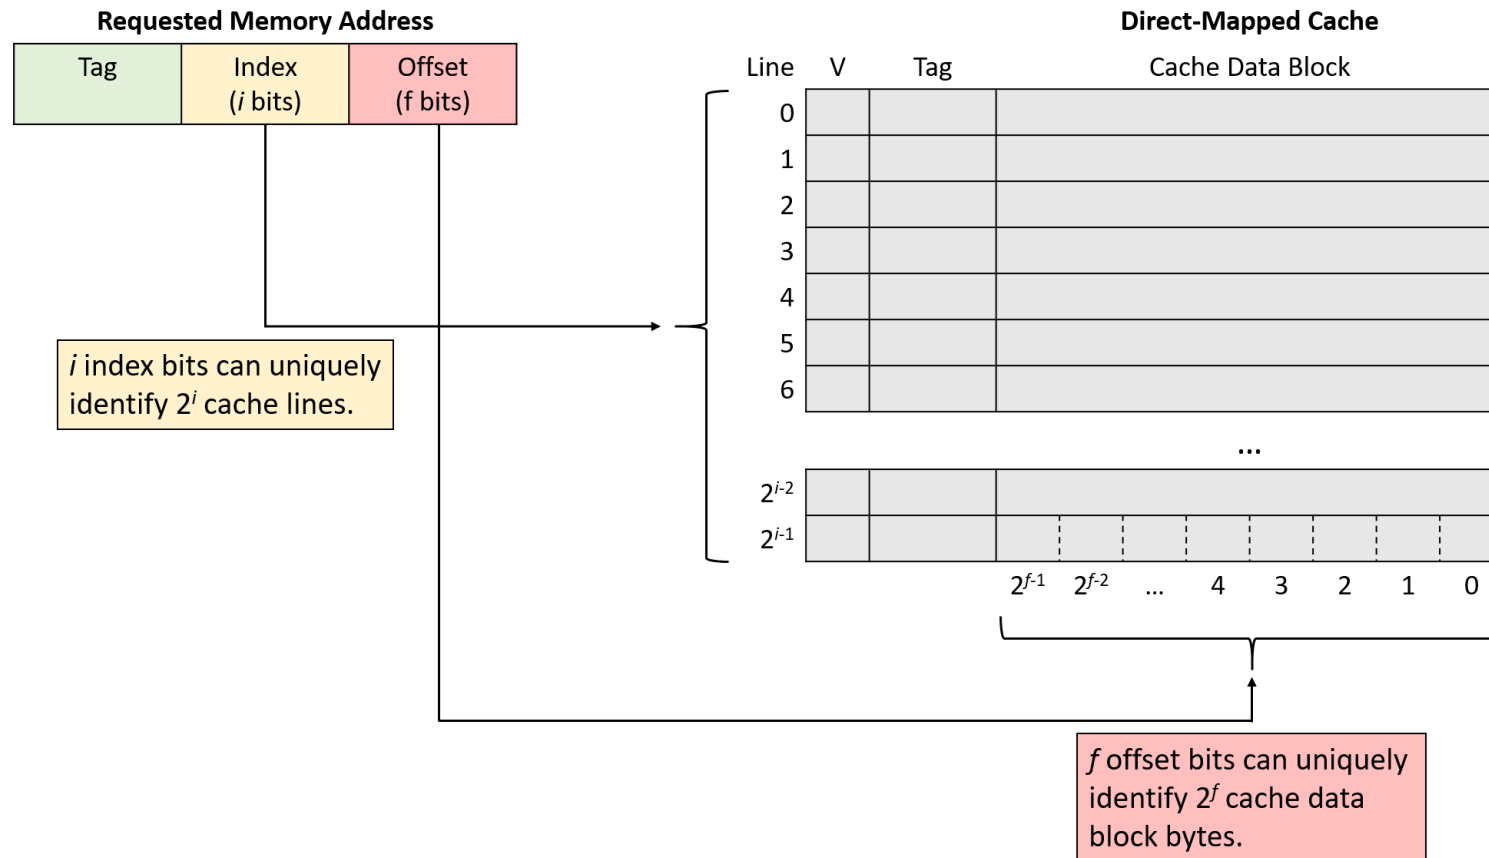 Requested Memory Address
Direct-Mapped Cache
Tag
Index
(i bits)
Offset
(f bits)
Line V Tag Cache Data Block
0
1
2
3
4
5
6
...
2^{i-2}
2^{i-1}
2^{f-1} 2^{f-2} ... 4 3 2 1 0
i index bits can uniquely
identify 2^i cache lines.
f offset bits can uniquely
identify 2^f cache data
block bytes.